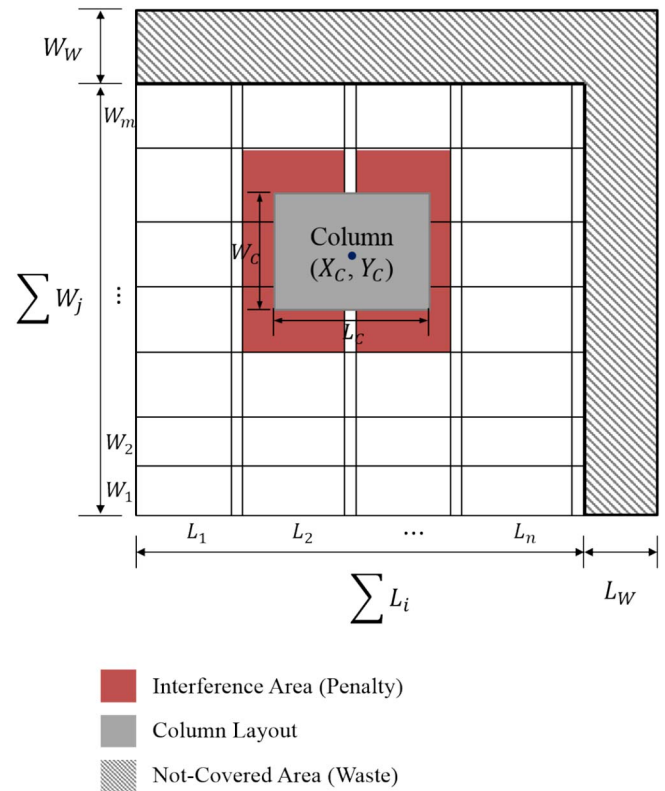 W_W
W_m
Column
W_C
(X_C, Y_C)
∑ W_j
⋮
L_C
W_2
W_1
L_1 L_2 ⋯ L_n
∑ L_i
L_W
Interference Area (Penalty)
Column Layout
Not-Covered Area (Waste)